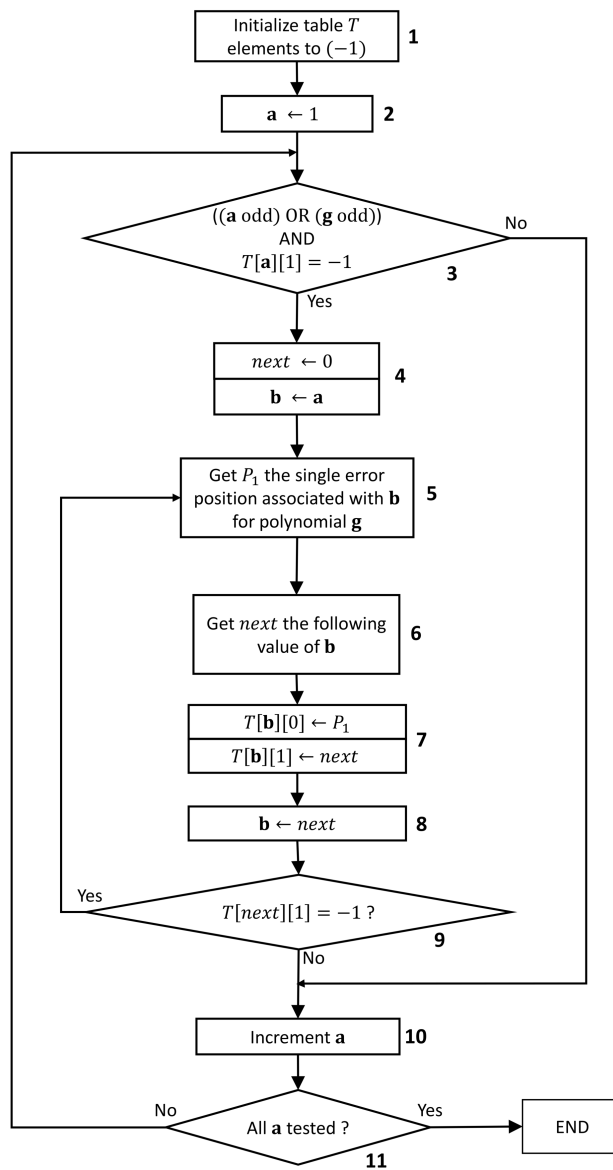 Initialize table T
elements to (−1)
1
a ← 1
2
((a odd) OR (g odd))
AND
T[a][1] = −1
No
3
Yes
next ← 0
4
b ← a
Get P₁ the single error
position associated with b
for polynomial g
5
Get next the following
value of b
6
T[b][0] ← P₁
7
T[b][1] ← next
b ← next
8
Yes
T[next][1] = −1 ?
9
No
Increment a
10
No
All a tested ?
Yes
END
11